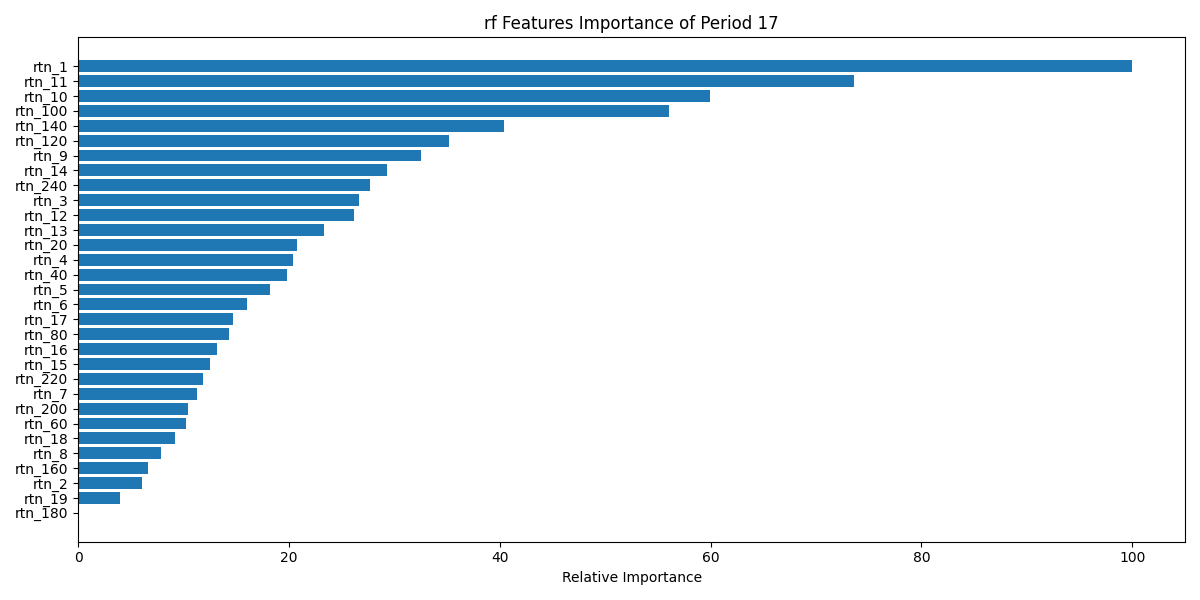 rf Features Importance of Period 17
rtn_1
rtn_11
rtn_10
rtn_100
rtn_140
rtn_120
rtn_9
rtn_14
rtn_240
rtn_3
rtn_12
rtn_13
rtn_20
rtn_4
rtn_40
rtn_5
rtn_6
rtn_17
rtn_80
rtn_16
rtn_15
rtn_220
rtn_7
rtn_200
rtn_60
rtn_18
rtn_8
rtn_160
rtn_2
rtn_19
rtn_180
0 20 40 60 80 100
Relative Importance